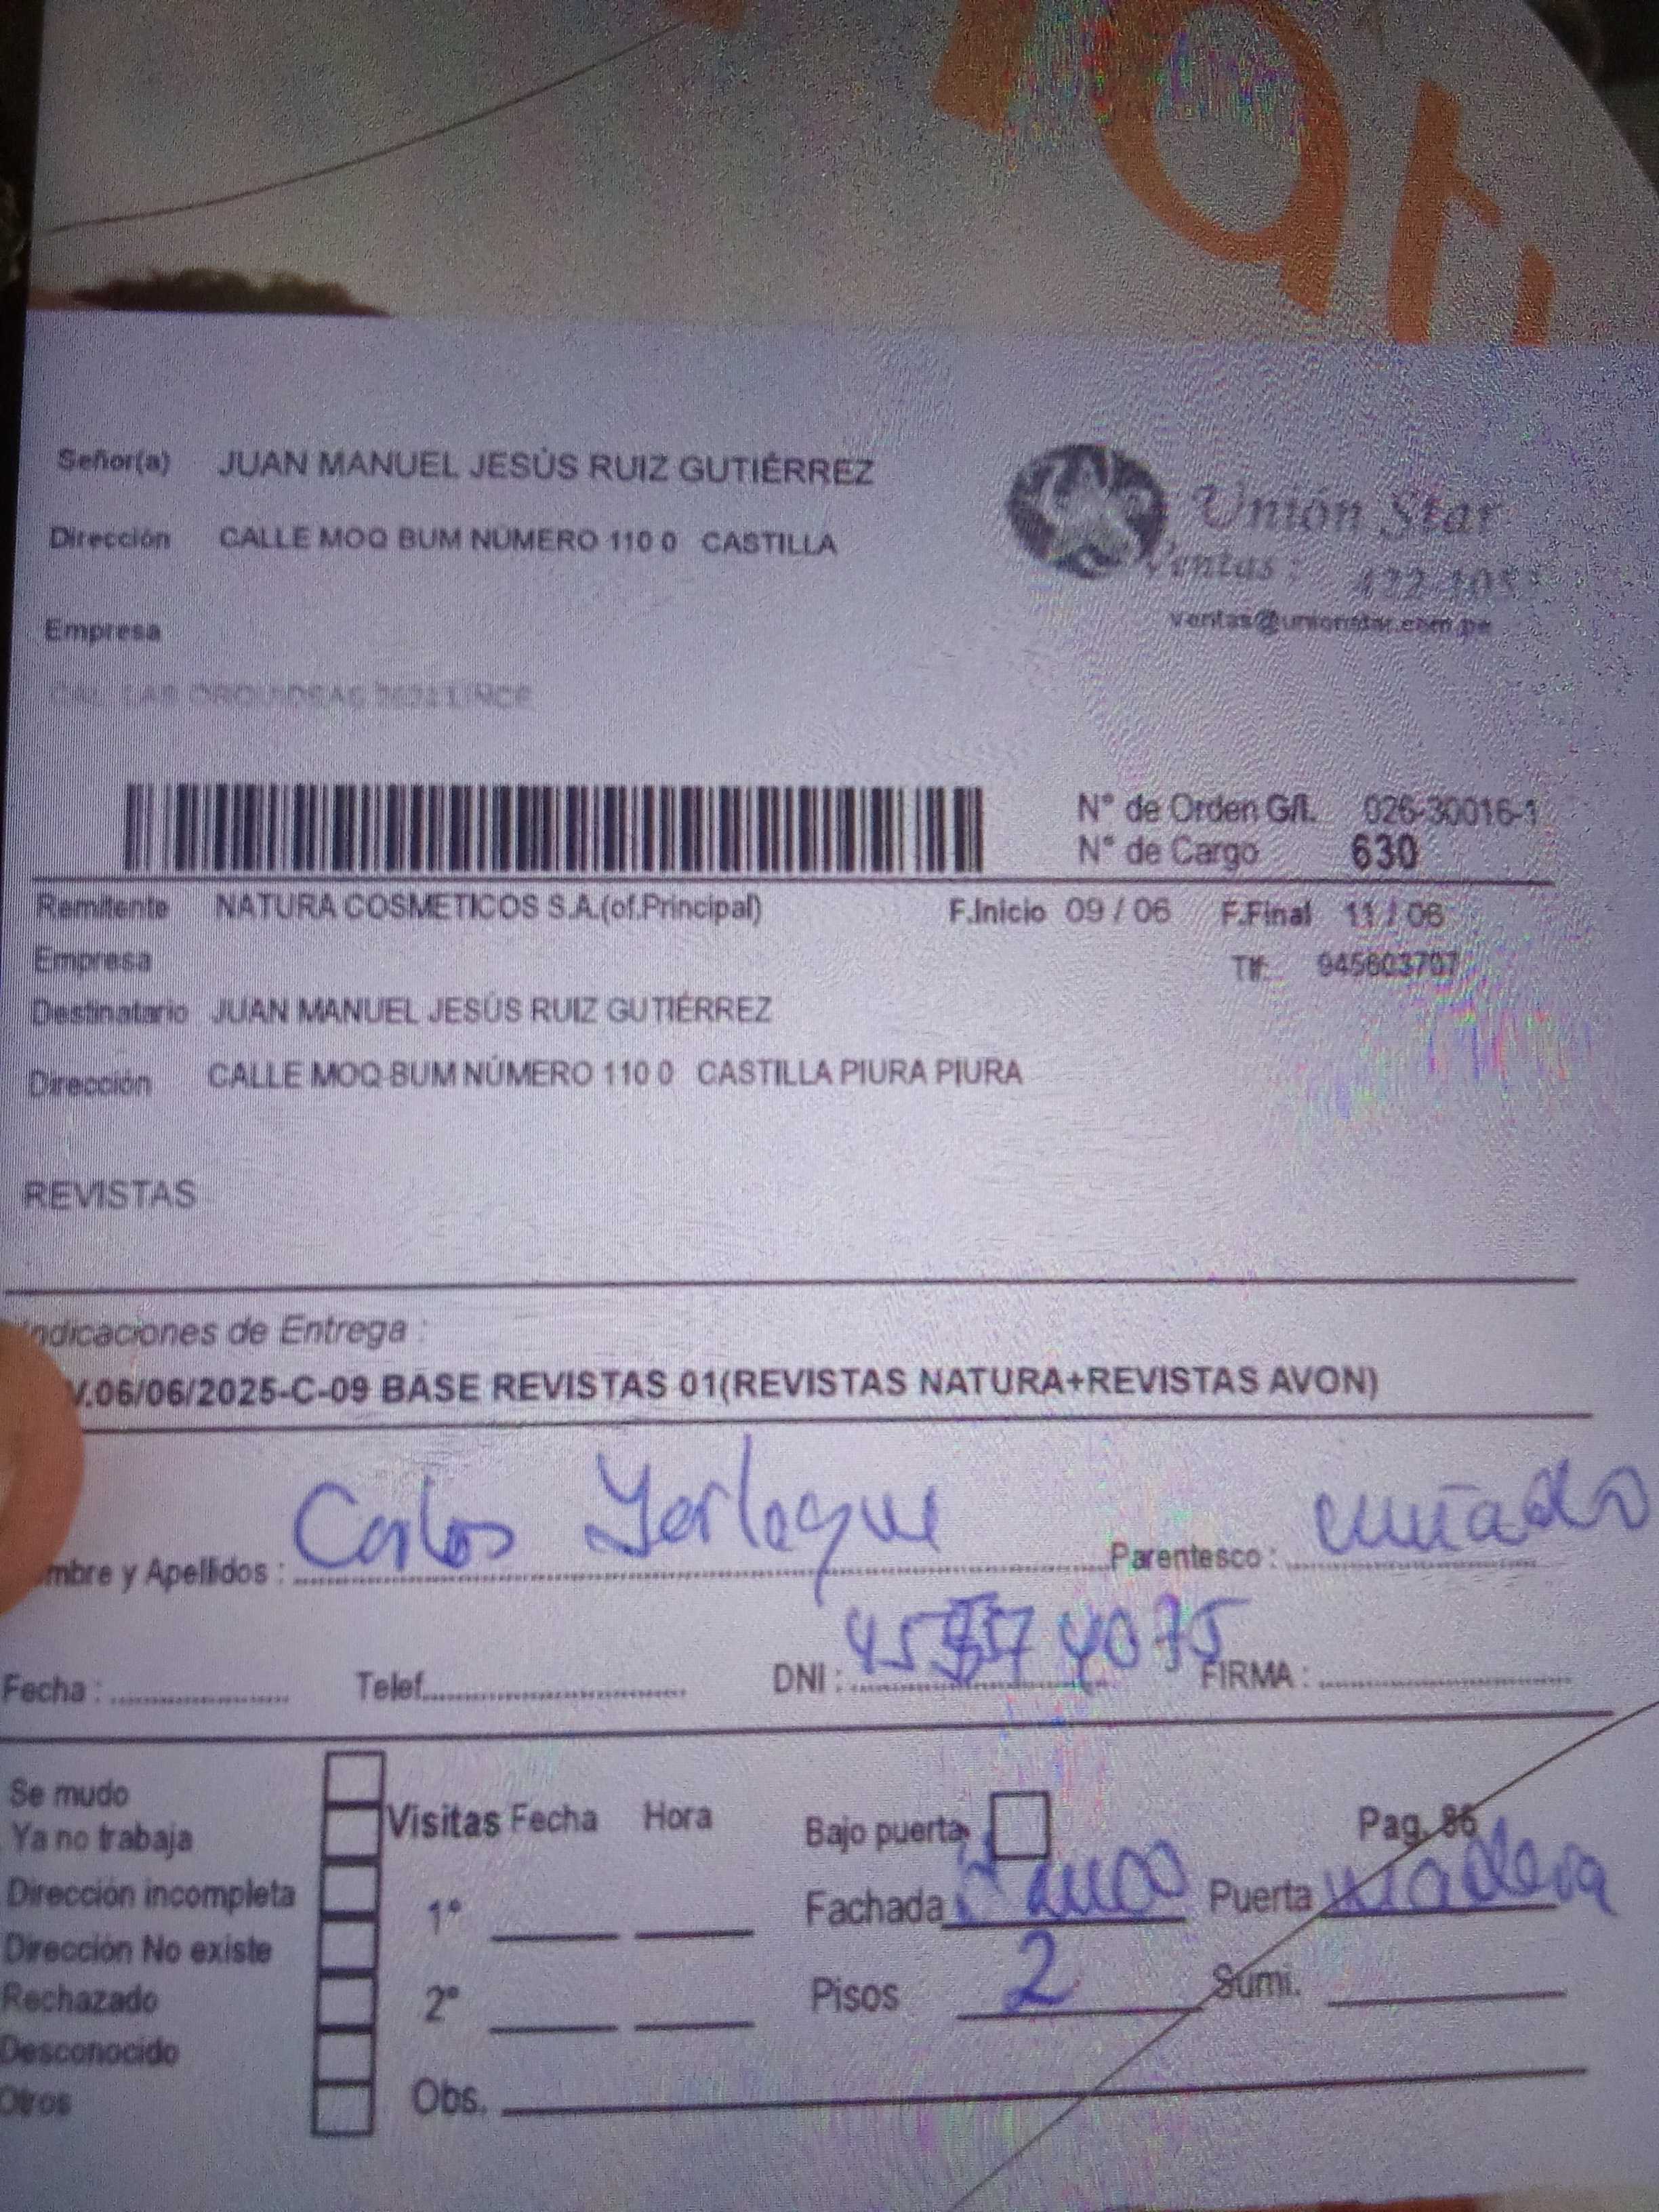 Señor(a) JUAN MANUEL JESÚS RUIZ GUTIÉRREZ
Dirección CALLE MOQ BUM NÚMERO 110 0 CASTILLA
Unión Star
Ventas :
ventas@unionstar.com.pe
Empresa
N° de Orden G/l. 026-30016-1
N° de Cargo 630
Remitente NATURA COSMETICOS S.A.(of.Principal) F.Inicio 09 / 06 F.Final 11 / 06
Empresa Tlf:
Destinatario JUAN MANUEL JESÚS RUIZ GUTIÉRREZ
Dirección CALLE MOQ BUM NÚMERO 110 0 CASTILLA PIURA PIURA
REVISTAS
Indicaciones de Entrega :
V.06/06/2025-C-09 BASE REVISTAS 01(REVISTAS NATURA+REVISTAS AVON)
mbre y Apellidos : Carlos Yarlaque Parentesco : cuñado
Fecha : Telef. DNI : FIRMA :
Se mudo
Ya no trabaja
Dirección incompleta
Dirección No existe
Rechazado
Desconocido
Otros
Visitas Fecha Hora
1°
2°
Obs.
Bajo puerta Pag. 86
Fachada Puerta madera
Pisos 2 Sumi.